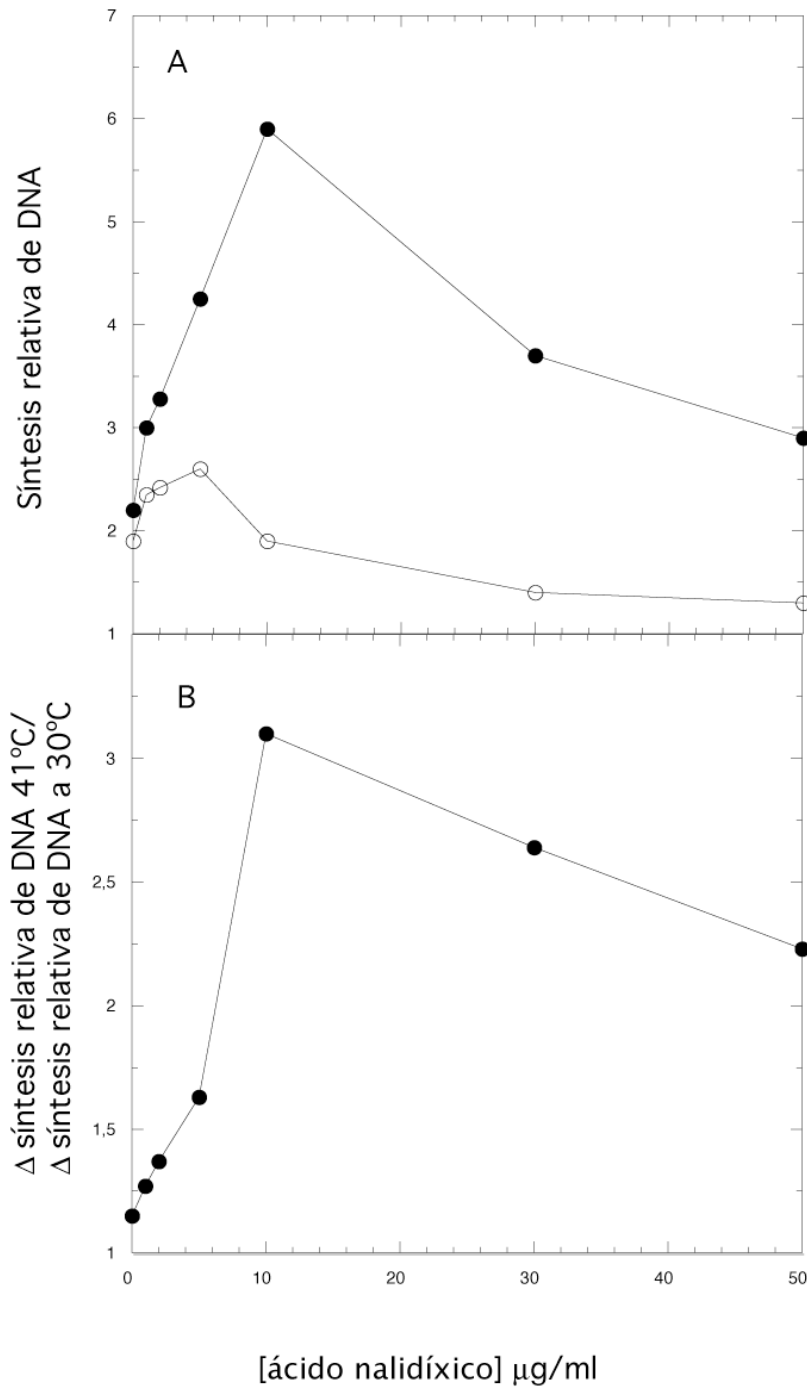 A
7
6
5
4
3
2
1
Síntesis relativa de DNA
B
3
2,5
2
1,5
1
Δ síntesis relativa de DNA 41ºC/
Δ síntesis relativa de DNA a 30ºC
0 10 20 30 40 50
[ácido nalidíxico] µg/ml